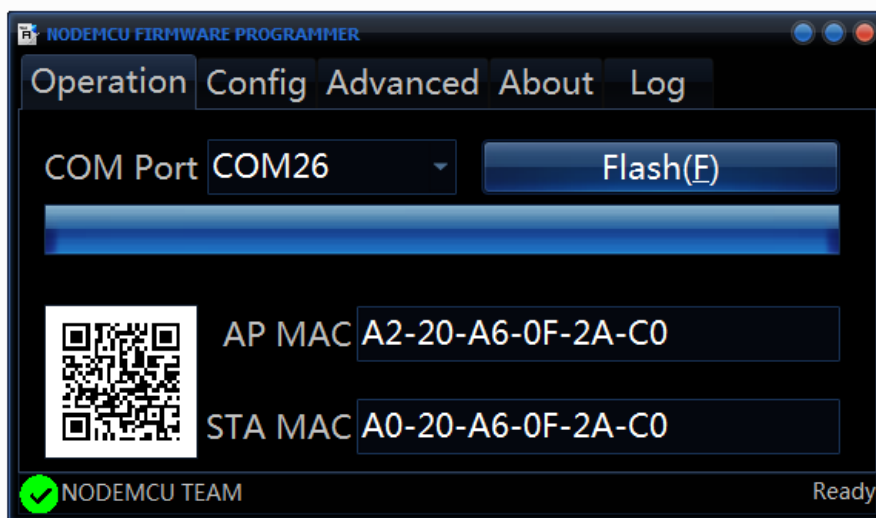 NODEMCU FIRMWARE PROGRAMMER
Operation Config Advanced About Log
COM Port COM26 Flash(F)
AP MAC A2-20-A6-0F-2A-C0
STA MAC A0-20-A6-0F-2A-C0
NODEMCU TEAM Ready